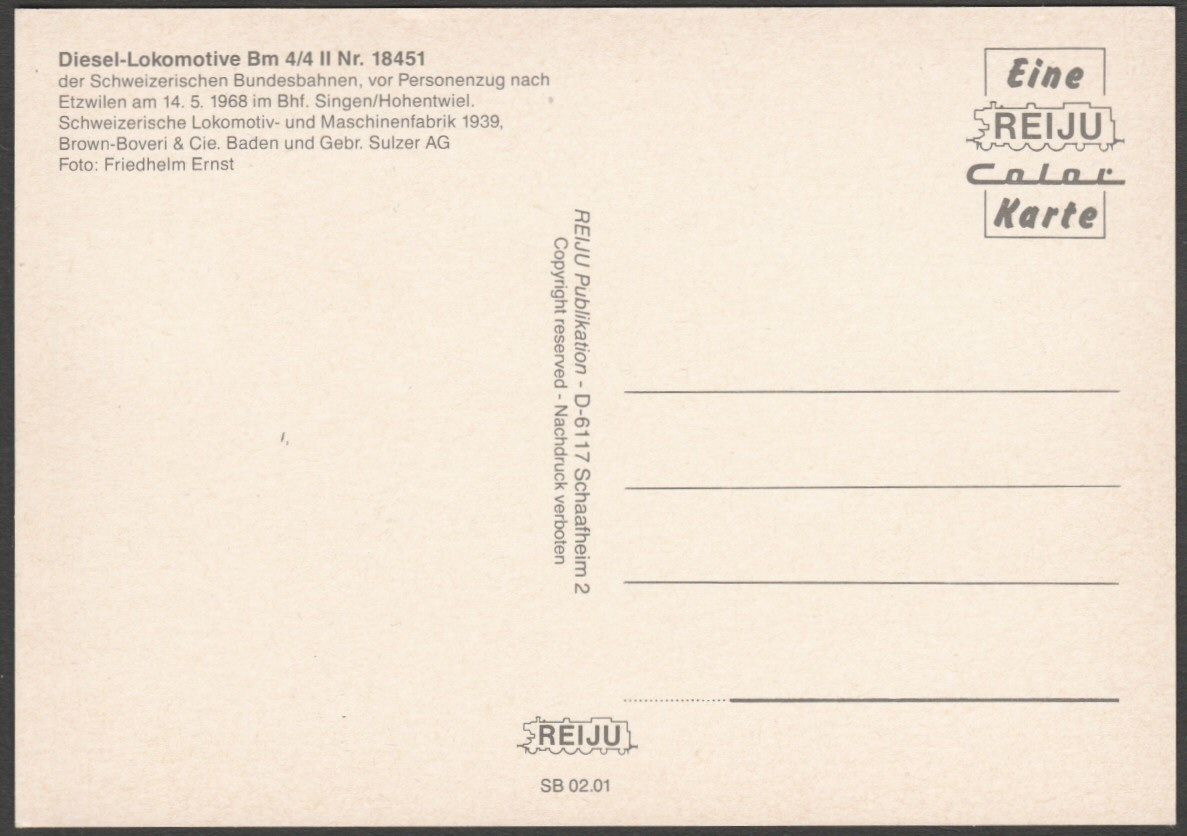 Diesel-Lokomotive Bm 4/4 II Nr. 18451
der Schweizerischen Bundesbahnen, vor Personenzug nach
Etzwilen am 14. 5. 1968 im Bhf. Singen/Hohentwiel.
Schweizerische Lokomotiv- und Maschinenfabrik 1939,
Brown-Boveri & Cie. Baden und Gebr. Sulzer AG
Foto: Friedhelm Ernst
Eine
REIJU
Color
Karte
REIJU Publikation - D-6117 Schaafheim 2
Copyright reserved - Nachdruck verboten
REIJU
SB 02.01